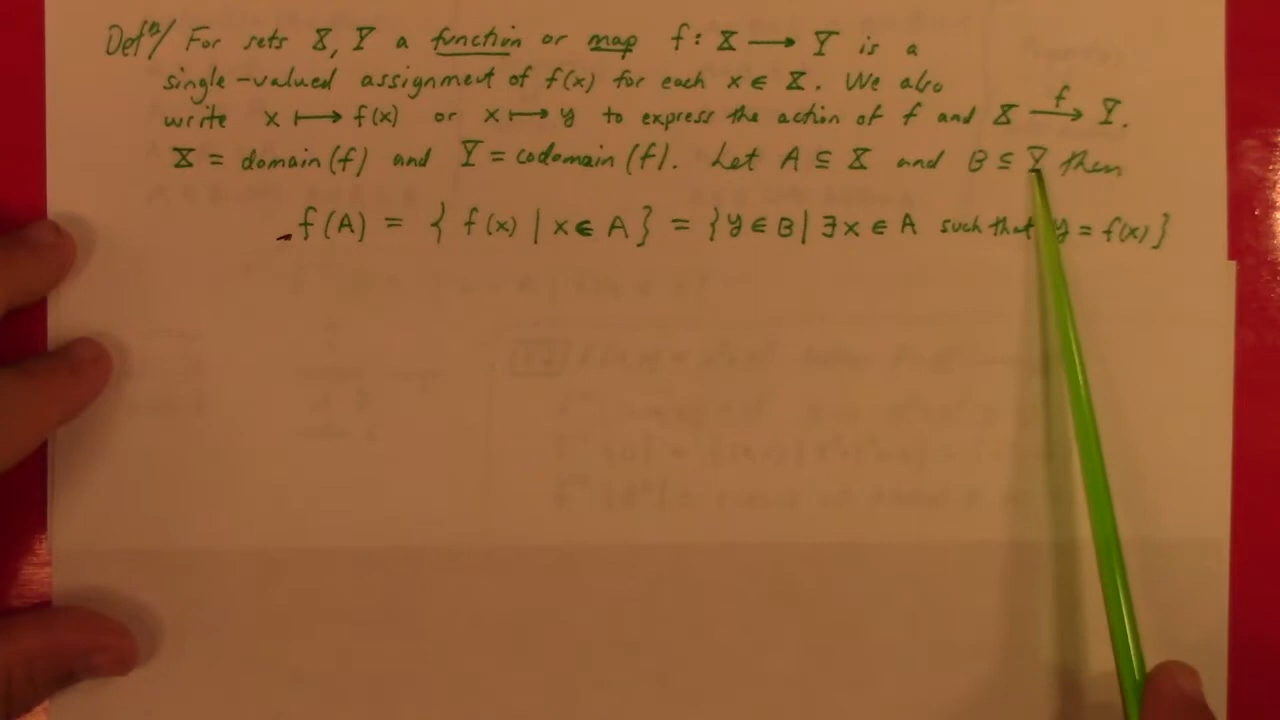 Defⁿ/ For sets X, Y a function or map f: X ⟶ Y is a
single-valued assignment of f(x) for each x ∈ X. We also
write x ⟼ f(x) or x ⟼ y to express the action of f and X –f→ Y.
X = domain(f) and Y = codomain(f). Let A ⊆ X and B ⊆ Y then
f(A) = { f(x) | x ∈ A } = { y ∈ B | ∃ x ∈ A such that y = f(x) }